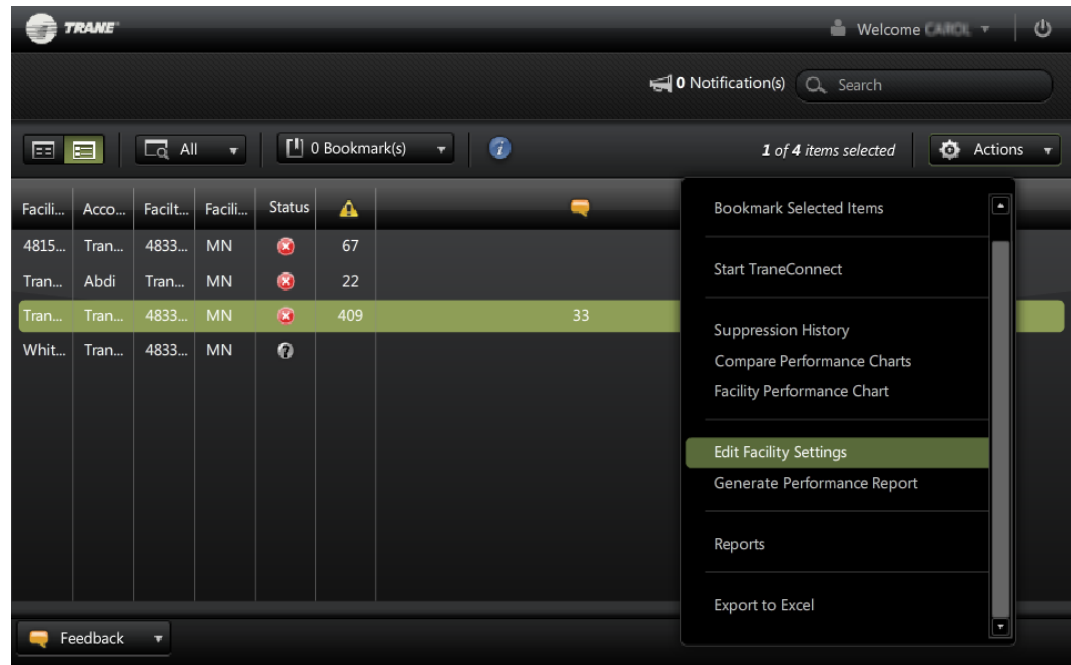 TRANE
Welcome
0 Notification(s) Search
All 0 Bookmark(s) 1 of 4 items selected Actions
Facili... Acco... Facilt... Facili... Status
4815... Tran... 4833... MN 67
Tran... Abdi Tran... MN 22
Tran... Tran... 4833... MN 409 33
Whit... Tran... 4833... MN
Bookmark Selected Items
Start TraneConnect
Suppression History
Compare Performance Charts
Facility Performance Chart
Edit Facility Settings
Generate Performance Report
Reports
Export to Excel
Feedback